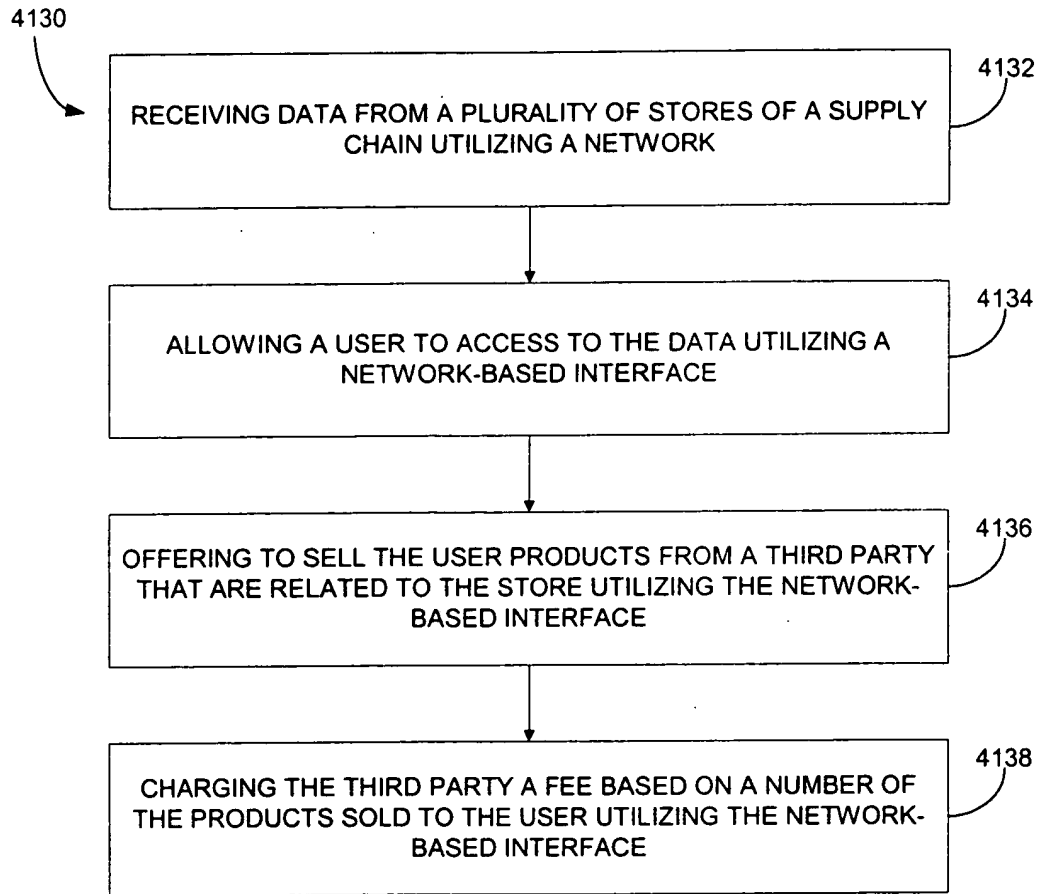 4130
4132
RECEIVING DATA FROM A PLURALITY OF STORES OF A SUPPLY
CHAIN UTILIZING A NETWORK
4134
ALLOWING A USER TO ACCESS TO THE DATA UTILIZING A
NETWORK-BASED INTERFACE
4136
OFFERING TO SELL THE USER PRODUCTS FROM A THIRD PARTY
THAT ARE RELATED TO THE STORE UTILIZING THE NETWORK-
BASED INTERFACE
4138
CHARGING THE THIRD PARTY A FEE BASED ON A NUMBER OF
THE PRODUCTS SOLD TO THE USER UTILIZING THE NETWORK-
BASED INTERFACE